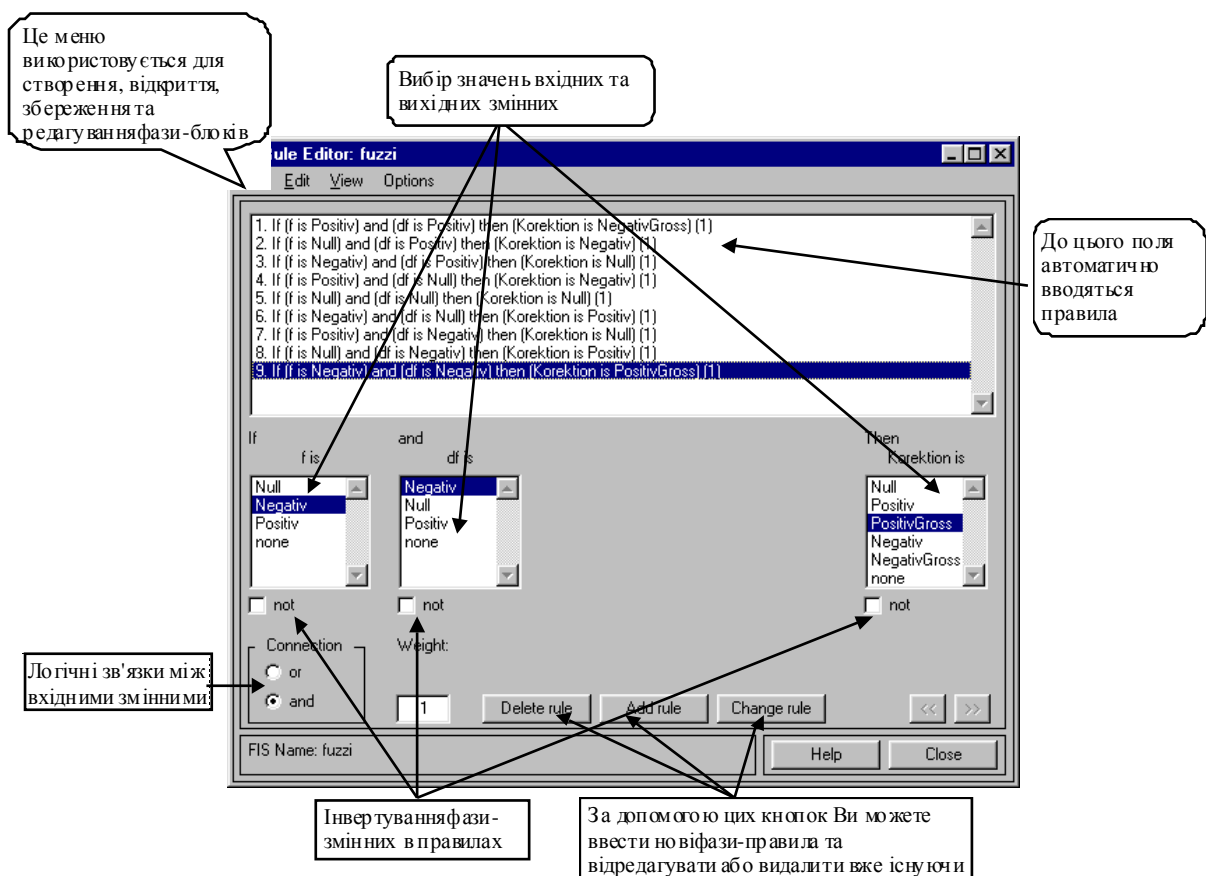 Це меню
використовується для
створення, відкриття,
збереження та
редагування фази-блоків
Вибір значень вхідних та
вихідних змінних
ule Editor: fuzzi
Edit View Options
1. If (f is Positiv) and (df is Positiv) then (Korektion is NegativGross) (1)
2. If (f is Null) and (df is Positiv) then (Korektion is Negativ) (1)
3. If (f is Negativ) and (df is Positiv) then (Korektion is Null) (1)
4. If (f is Positiv) and (df is Null) then (Korektion is Negativ) (1)
5. If (f is Null) and (df is Null) then (Korektion is Null) (1)
6. If (f is Negativ) and (df is Null) then (Korektion is Positiv) (1)
7. If (f is Positiv) and (df is Negativ) then (Korektion is Null) (1)
8. If (f is Null) and (df is Negativ) then (Korektion is Positiv) (1)
9. If (f is Negativ) and (df is Negativ) then (Korektion is PositivGross) (1)
До цього поля
автоматично
вводяться
правила
If
f is
Null
Negativ
Positiv
none
not
and
df is
Negativ
Null
Positiv
none
not
Then
Korektion is
Null
Positiv
PositivGross
Negativ
NegativGross
none
not
Логічні зв'язки між
вхідними змінними
Connection
or
and
Weight:
1
Delete rule Add rule Change rule << >>
FIS Name: fuzzi
Help Close
Інвертування фази-
змінних в правилах
За допомогою цих кнопок Ви можете
ввести нові фази-правила та
відредагувати або видалити вже існуючи